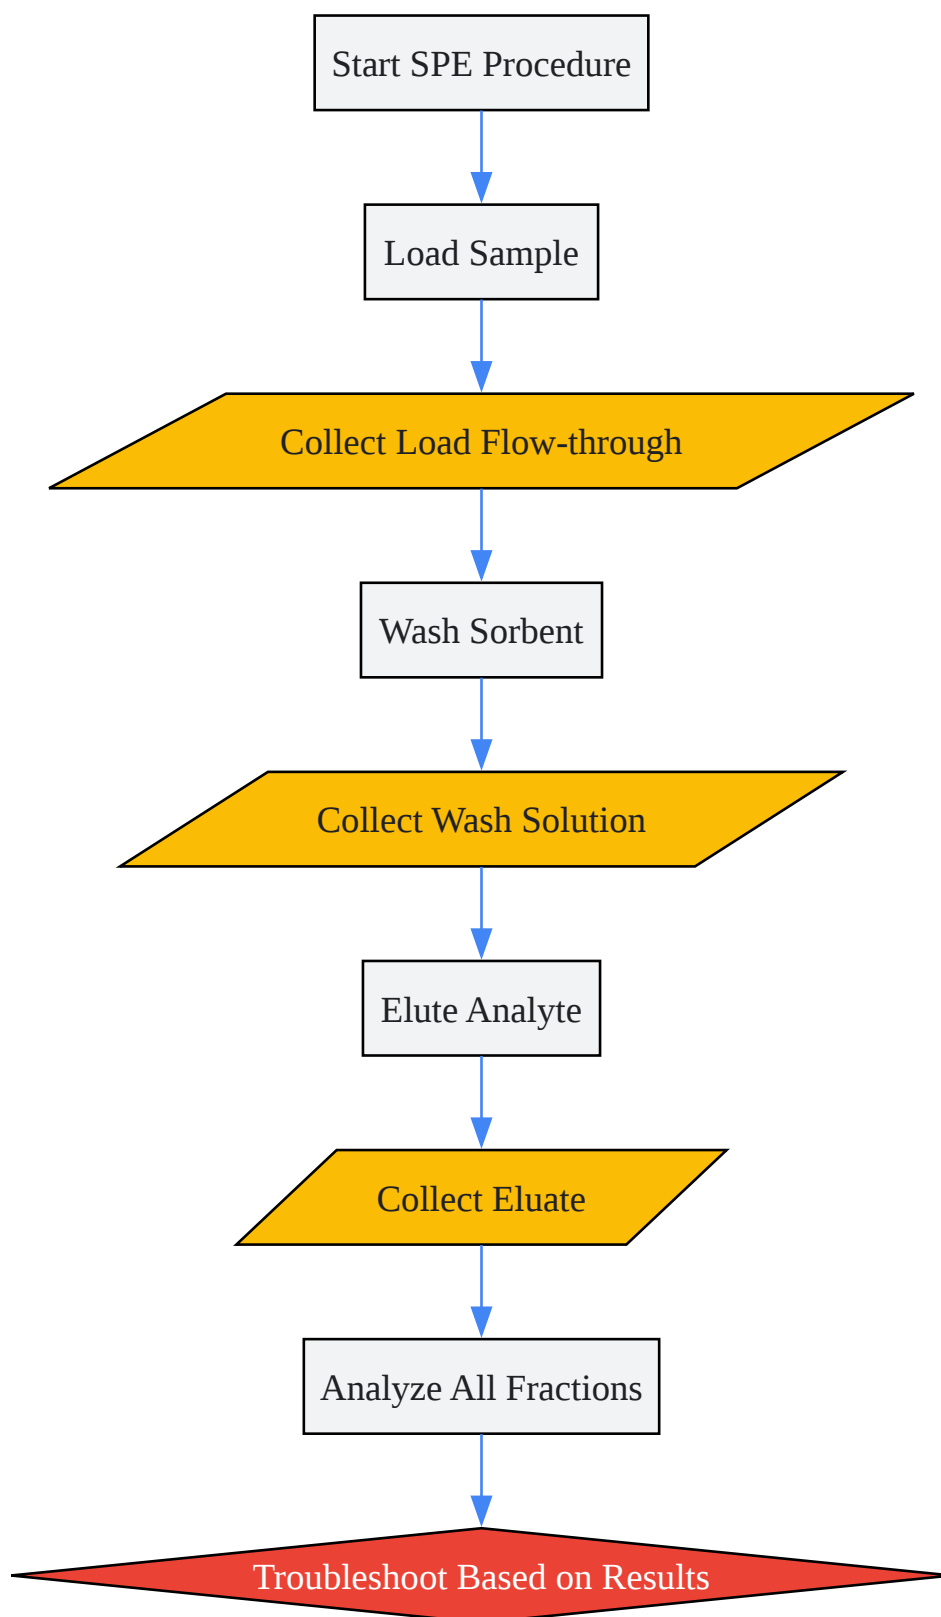 Start SPE Procedure
Load Sample
Collect Load Flow-through
Wash Sorbent
Collect Wash Solution
Elute Analyte
Collect Eluate
Analyze All Fractions
Troubleshoot Based on Results